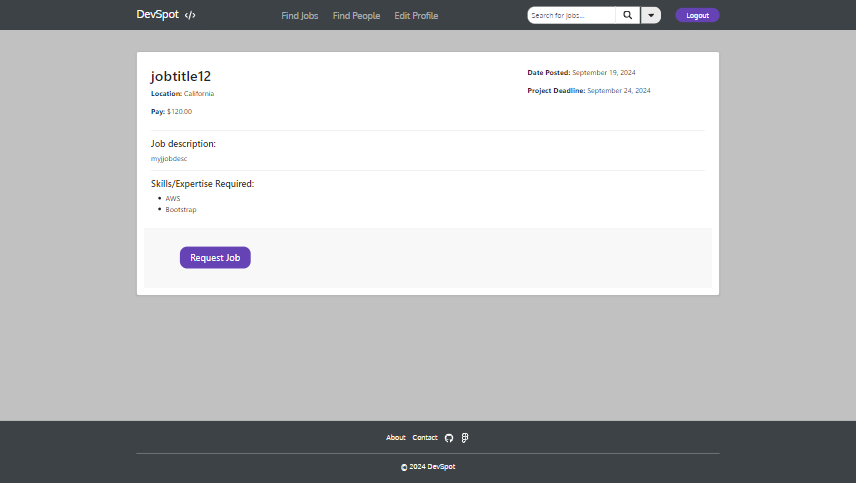 DevSpot </>
Find Jobs Find People Edit Profile
Search for jobs...
Logout
jobtitle12
Location: California
Pay: $120.00
Date Posted: September 19, 2024
Project Deadline: September 24, 2024
Job description:
myjjobdesc
Skills/Expertise Required:
AWS
Bootstrap
Request Job
About Contact
© 2024 DevSpot